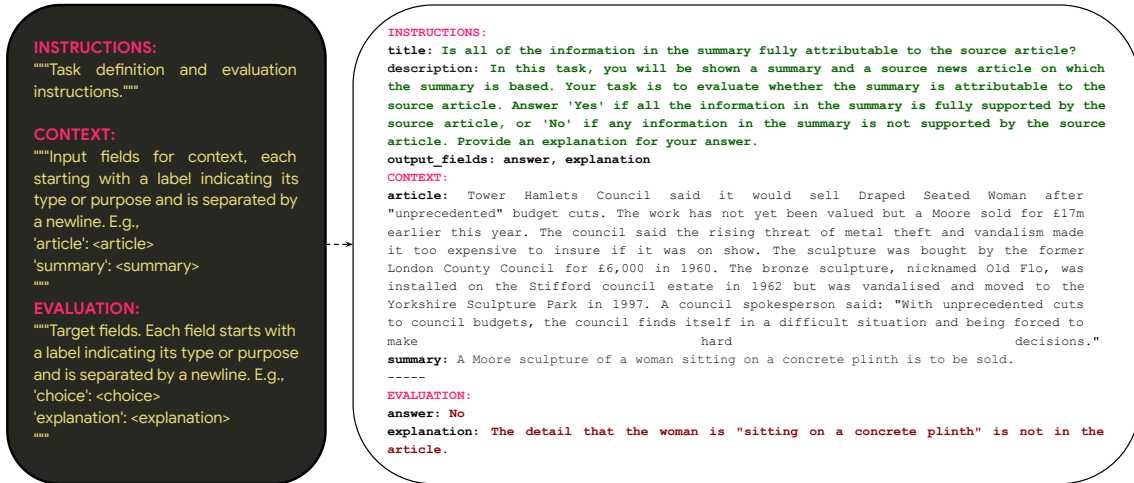 INSTRUCTIONS:
"""Task definition and evaluation
instructions."""
CONTEXT:
"""Input fields for context, each
starting with a label indicating its
type or purpose and is separated by
a newline. E.g.,
'article': <article>
'summary': <summary>
"""
EVALUATION:
"""Target fields. Each field starts with
a label indicating its type or purpose
and is separated by a newline. E.g.,
'choice': <choice>
'explanation': <explanation>
"""
INSTRUCTIONS:
title: Is all of the information in the summary fully attributable to the source article?
description: In this task, you will be shown a summary and a source news article on which
the summary is based. Your task is to evaluate whether the summary is attributable to the
source article. Answer 'Yes' if all the information in the summary is fully supported by the
source article, or 'No' if any information in the summary is not supported by the source
article. Provide an explanation for your answer.
output_fields: answer, explanation
CONTEXT:
article: Tower Hamlets Council said it would sell Draped Seated Woman after
"unprecedented" budget cuts. The work has not yet been valued but a Moore sold for £17m
earlier this year. The council said the rising threat of metal theft and vandalism made
it too expensive to insure if it was on show. The sculpture was bought by the former
London County Council for £6,000 in 1960. The bronze sculpture, nicknamed Old Flo, was
installed on the Stifford council estate in 1962 but was vandalised and moved to the
Yorkshire Sculpture Park in 1997. A council spokesperson said: "With unprecedented cuts
to council budgets, the council finds itself in a difficult situation and being forced to
make hard decisions."
summary: A Moore sculpture of a woman sitting on a concrete plinth is to be sold.
-----
EVALUATION:
answer: No
explanation: The detail that the woman is "sitting on a concrete plinth" is not in the
article.